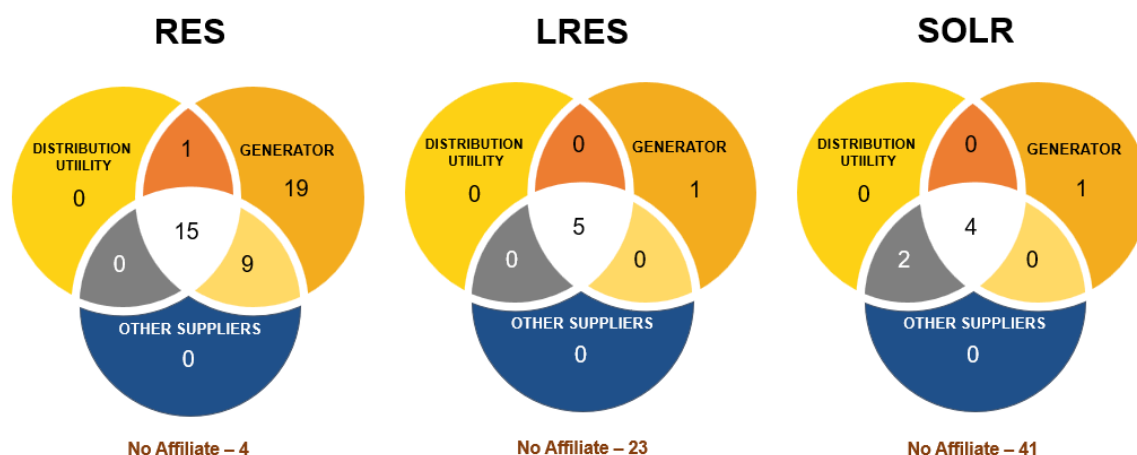 RES
DISTRIBUTION
UTIILITY
0
1
GENERATOR
19
15
0
9
OTHER SUPPLIERS
0
No Affiliate – 4
LRES
DISTRIBUTION
UTIILITY
0
0
GENERATOR
1
5
0
0
OTHER SUPPLIERS
0
No Affiliate – 23
SOLR
DISTRIBUTION
UTIILITY
0
0
GENERATOR
1
4
2
0
OTHER SUPPLIERS
0
No Affiliate – 41